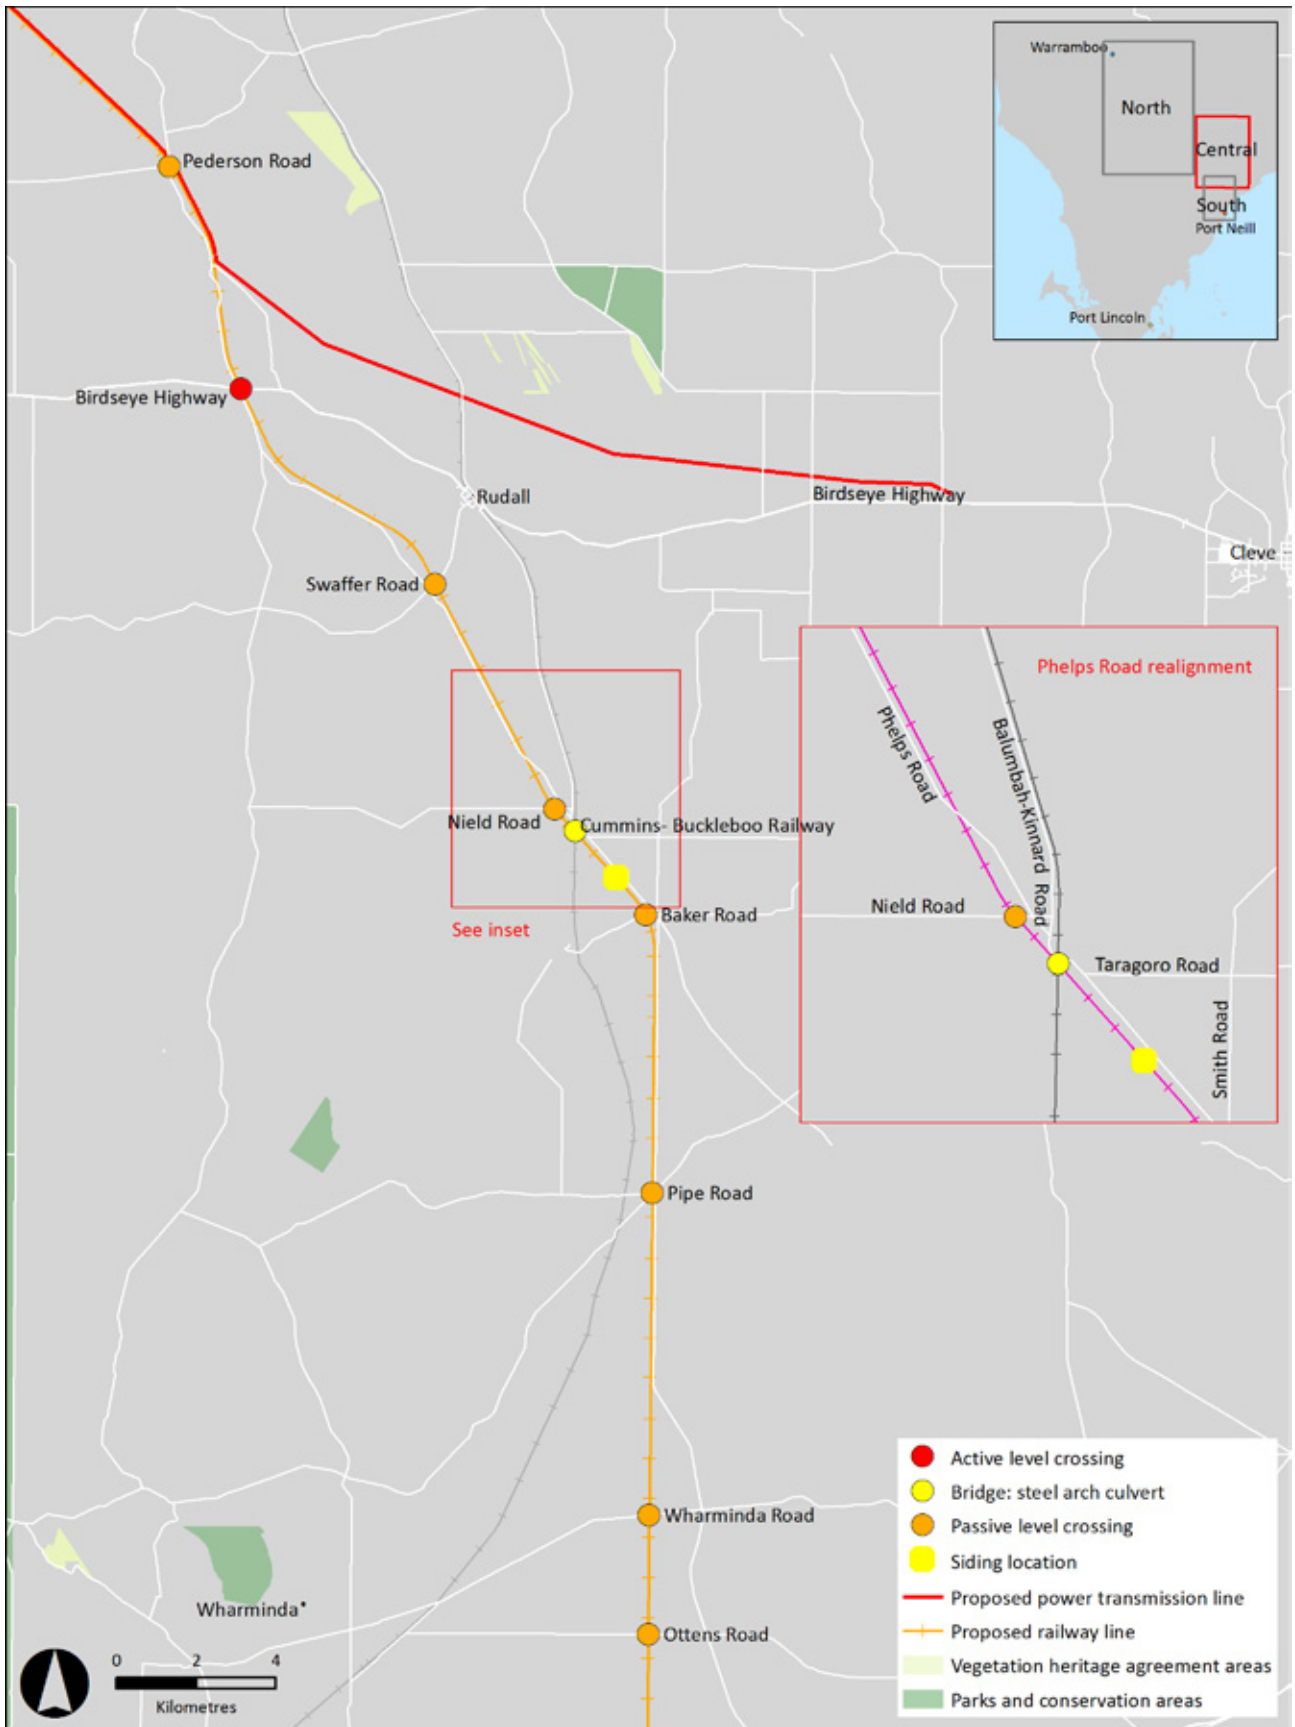 Warramboo
North
Central
South
Port Neill
Port Lincoln
Pederson Road
Birdseye Highway
Rudall
Birdseye Highway
Cleve
Swaffer Road
Phelps Road realignment
Phelps Road
Balumbah-Kinnard Road
Nield Road
Taragoro Road
Smith Road
Nield Road
Cummins- Buckleboo Railway
Baker Road
See inset
Pipe Road
Wharminda Road
Wharminda
Ottens Road
0 2 4
Kilometres
Active level crossing
Bridge: steel arch culvert
Passive level crossing
Siding location
Proposed power transmission line
Proposed railway line
Vegetation heritage agreement areas
Parks and conservation areas